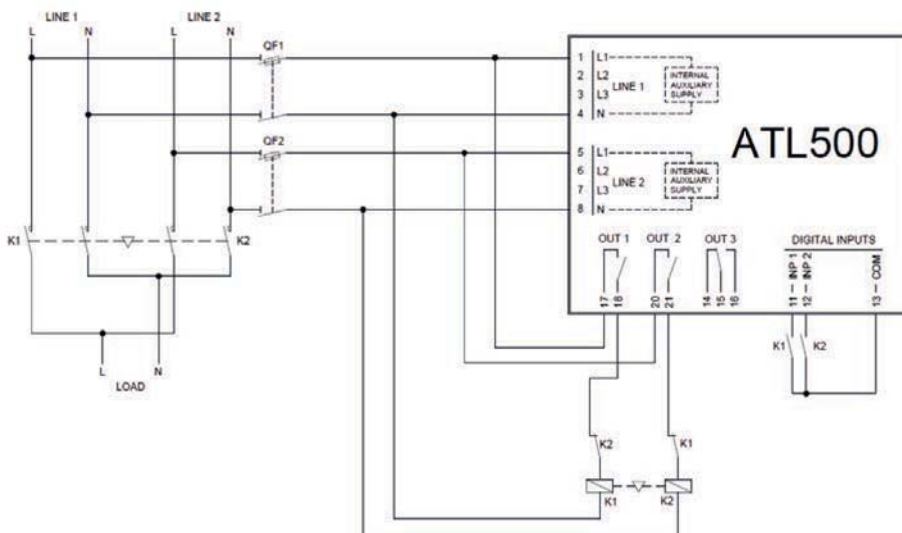 LINE 1 LINE 2
L N L N
QF1
QF2
K1 K2
L N
LOAD
1 L1
2 L2
3 L3
4 N
LINE 1
INTERNAL
AUXILIARY
SUPPLY
ATL500
5 L1
6 L2
7 L3
8 N
LINE 2
INTERNAL
AUXILIARY
SUPPLY
OUT 1 OUT 2 OUT 3
17 18 20 21 14 15 16
DIGITAL INPUTS
11 – INP 1
12 – INP 2
13 – COM
K1 K2
K2 K1
K1 K2